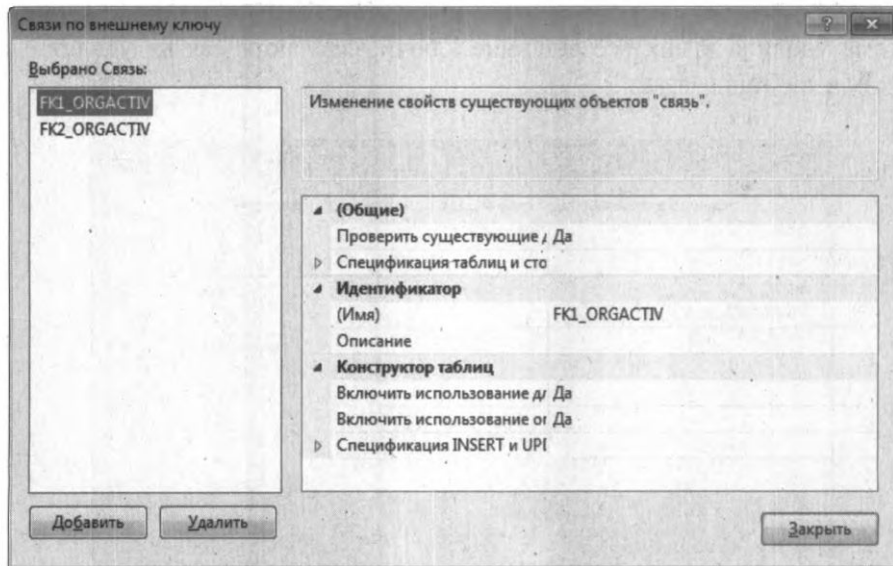 Связи по внешнему ключу
Выбрано Связь:
FK1_ORGACTIV
FK2_ORGACTIV
Изменение свойств существующих объектов "связь".
(Общие)
Проверить существующие д Да
Спецификация таблиц и сто
Идентификатор
(Имя) FK1_ORGACTIV
Описание
Конструктор таблиц
Включить использование дл Да
Включить использование ог Да
Спецификация INSERT и UPI
Добавить Удалить
Закрыть